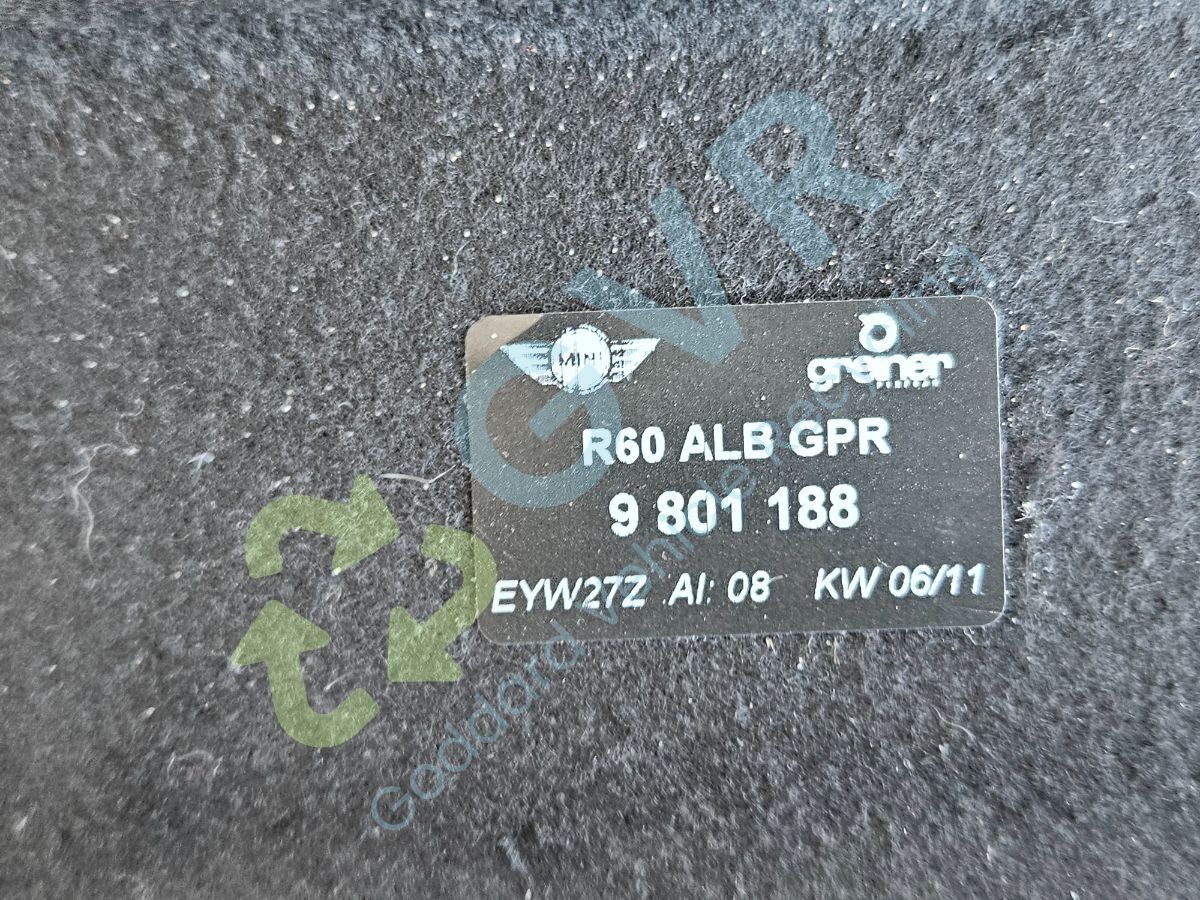 GVR
Goddard Vehicle Recycling
MINI
greiner
R60 ALB GPR
9 801 188
EYW27Z AI: 08 KW 06/11